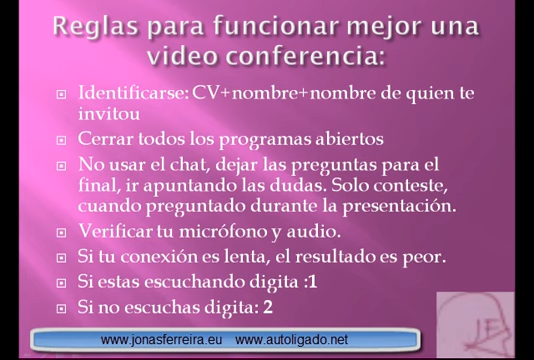 Reglas para funcionar mejor una
video conferencia:
Identificarse: CV+nombre+nombre de quien te
invitou
Cerrar todos los programas abiertos
No usar el chat, dejar las preguntas para el
final, ir apuntando las dudas. Solo conteste,
cuando preguntado durante la presentación.
Verificar tu micrófono y audio.
Si tu conexión es lenta, el resultado es peor.
Si estas escuchando digita :1
Si no escuchas digita: 2
JF
www.jonasferreira.eu www.autoligado.net